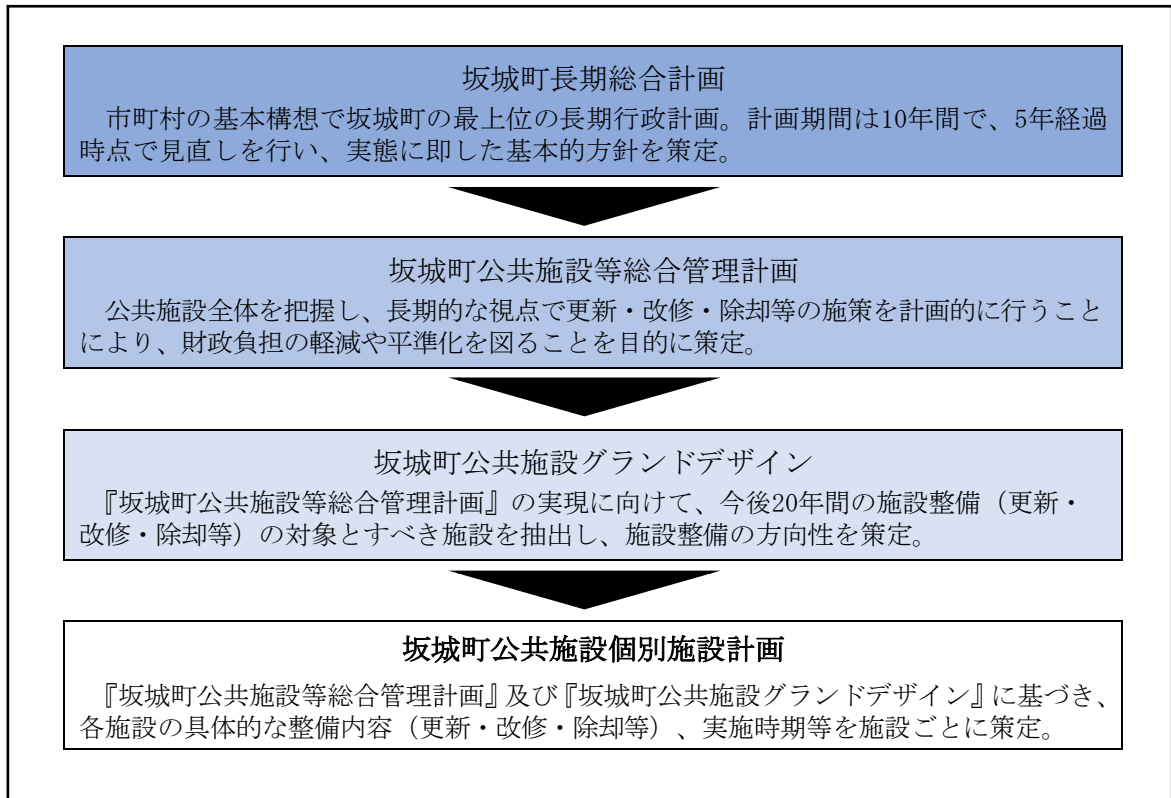 坂城町長期総合計画
市町村の基本構想で坂城町の最上位の長期行政計画。計画期間は10年間で、5年経過
時点で見直しを行い、実態に即した基本的方針を策定。
坂城町公共施設等総合管理計画
公共施設全体を把握し、長期的な視点で更新・改修・除却等の施策を計画的に行うこと
により、財政負担の軽減や平準化を図ることを目的に策定。
坂城町公共施設グランドデザイン
『坂城町公共施設等総合管理計画』の実現に向けて、今後20年間の施設整備（更新・
改修・除却等）の対象とすべき施設を抽出し、施設整備の方向性を策定。
坂城町公共施設個別施設計画
『坂城町公共施設等総合管理計画』及び『坂城町公共施設グランドデザイン』に基づき、
各施設の具体的な整備内容（更新・改修・除却等）、実施時期等を施設ごとに策定。